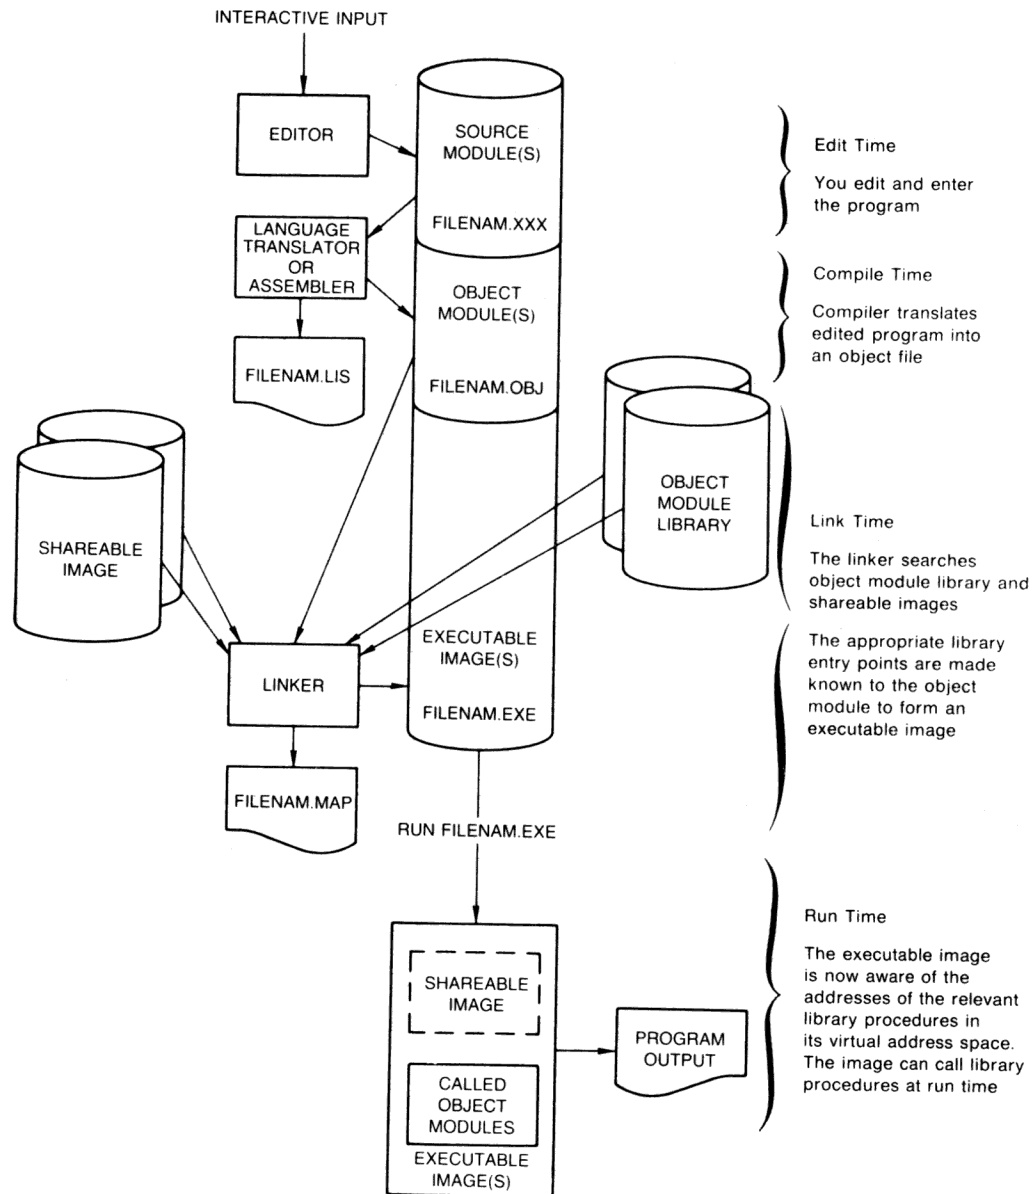 INTERACTIVE INPUT
EDITOR
SOURCE
MODULE(S)
FILENAM.XXX
Edit Time
You edit and enter
the program
LANGUAGE
TRANSLATOR
OR
ASSEMBLER
OBJECT
MODULE(S)
FILENAM.OBJ
FILENAM.LIS
Compile Time
Compiler translates
edited program into
an object file
SHAREABLE
IMAGE
OBJECT
MODULE
LIBRARY
Link Time
The linker searches
object module library and
shareable images
The appropriate library
entry points are made
known to the object
module to form an
executable image
LINKER
EXECUTABLE
IMAGE(S)
FILENAM.EXE
FILENAM.MAP
RUN FILENAM.EXE
SHAREABLE
IMAGE
CALLED
OBJECT
MODULES
EXECUTABLE
IMAGE(S)
PROGRAM
OUTPUT
Run Time
The executable image
is now aware of the
addresses of the relevant
library procedures in
its virtual address space.
The image can call library
procedures at run time